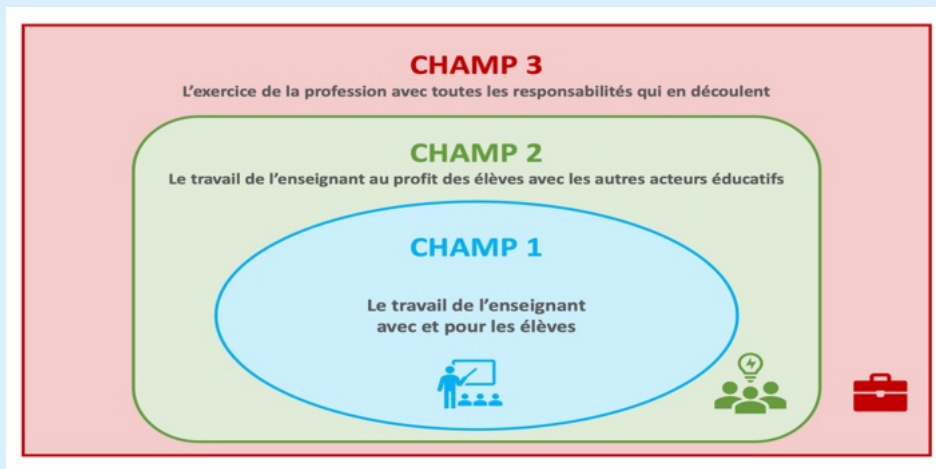 CHAMP 3
L’exercice de la profession avec toutes les responsabilités qui en découlent
CHAMP 2
Le travail de l’enseignant au profit des élèves avec les autres acteurs éducatifs
CHAMP 1
Le travail de l’enseignant
avec et pour les élèves